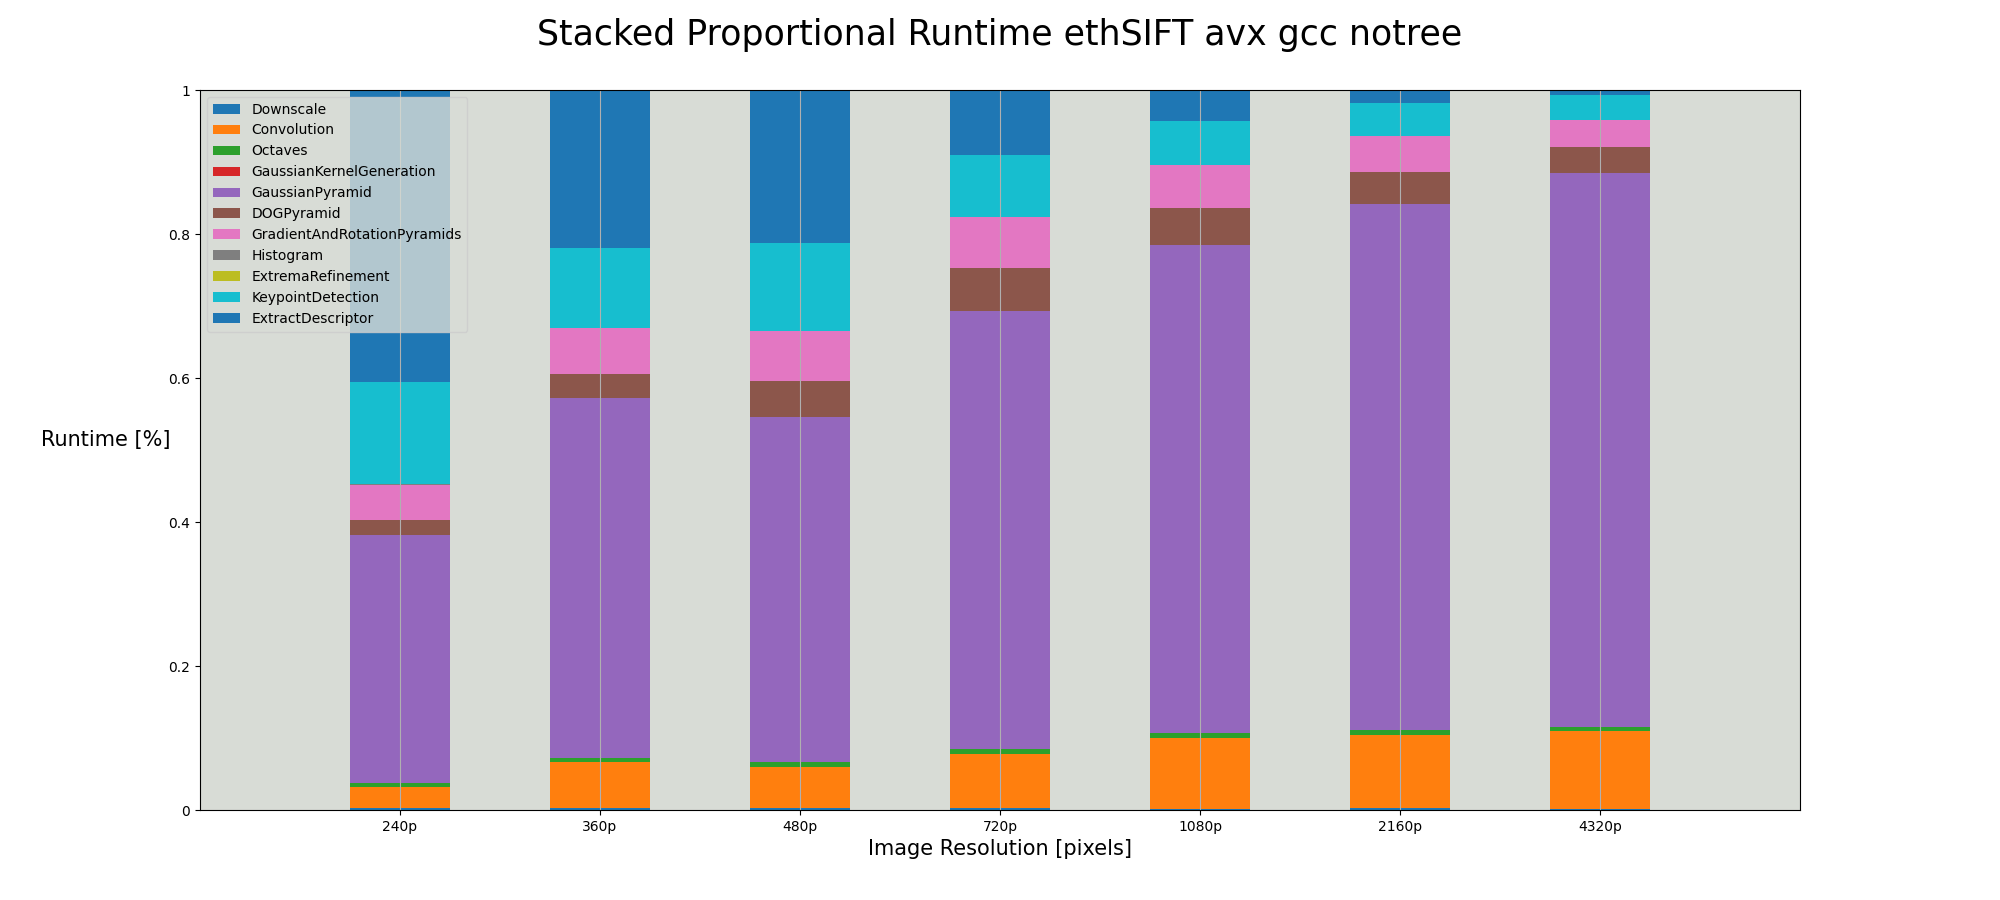 Stacked Proportional Runtime ethSIFT avx gcc notree
1
0.8
0.6
0.4
0.2
0
Runtime [%]
Downscale
Convolution
Octaves
GaussianKernelGeneration
GaussianPyramid
DOGPyramid
GradientAndRotationPyramids
Histogram
ExtremaRefinement
KeypointDetection
ExtractDescriptor
240p 360p 480p 720p 1080p 2160p 4320p
Image Resolution [pixels]